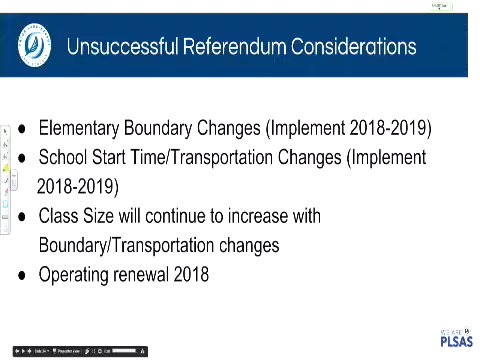 Unsuccessful Referendum Considerations
● Elementary Boundary Changes (Implement 2018-2019)
● School Start Time/Transportation Changes (Implement
2018-2019)
● Class Size will continue to increase with
Boundary/Transportation changes
● Operating renewal 2018
WE ARE
PLSAS